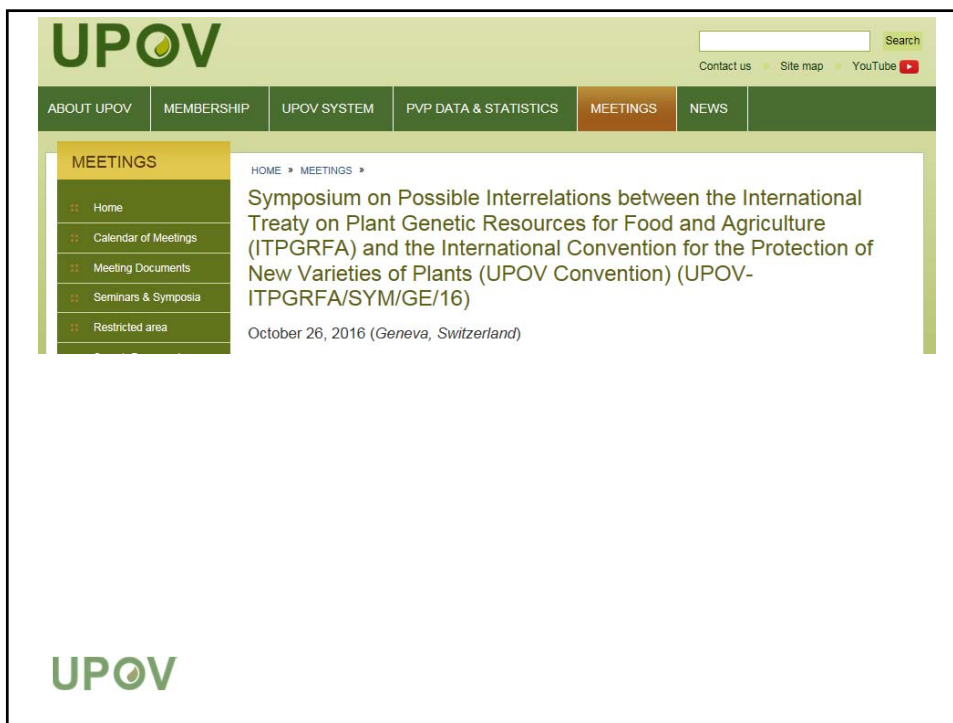 UPOV
Search
Contact us Site map YouTube
ABOUT UPOV MEMBERSHIP UPOV SYSTEM PVP DATA & STATISTICS MEETINGS NEWS
MEETINGS
Home
Calendar of Meetings
Meeting Documents
Seminars & Symposia
Restricted area
HOME » MEETINGS »
Symposium on Possible Interrelations between the International
Treaty on Plant Genetic Resources for Food and Agriculture
(ITPGRFA) and the International Convention for the Protection of
New Varieties of Plants (UPOV Convention) (UPOV-
ITPGRFA/SYM/GE/16)
October 26, 2016 (Geneva, Switzerland)
UPOV